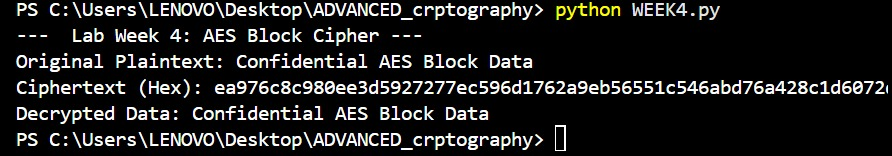 PS C:\Users\LENOVO\Desktop\ADVANCED_crptography> python WEEK4.py
---  Lab Week 4: AES Block Cipher ---
Original Plaintext: Confidential AES Block Data
Ciphertext (Hex): ea976c8c980ee3d5927277ec596d1762a9eb56551c546abd76a428c1d6072
Decrypted Data: Confidential AES Block Data
PS C:\Users\LENOVO\Desktop\ADVANCED_crptography>